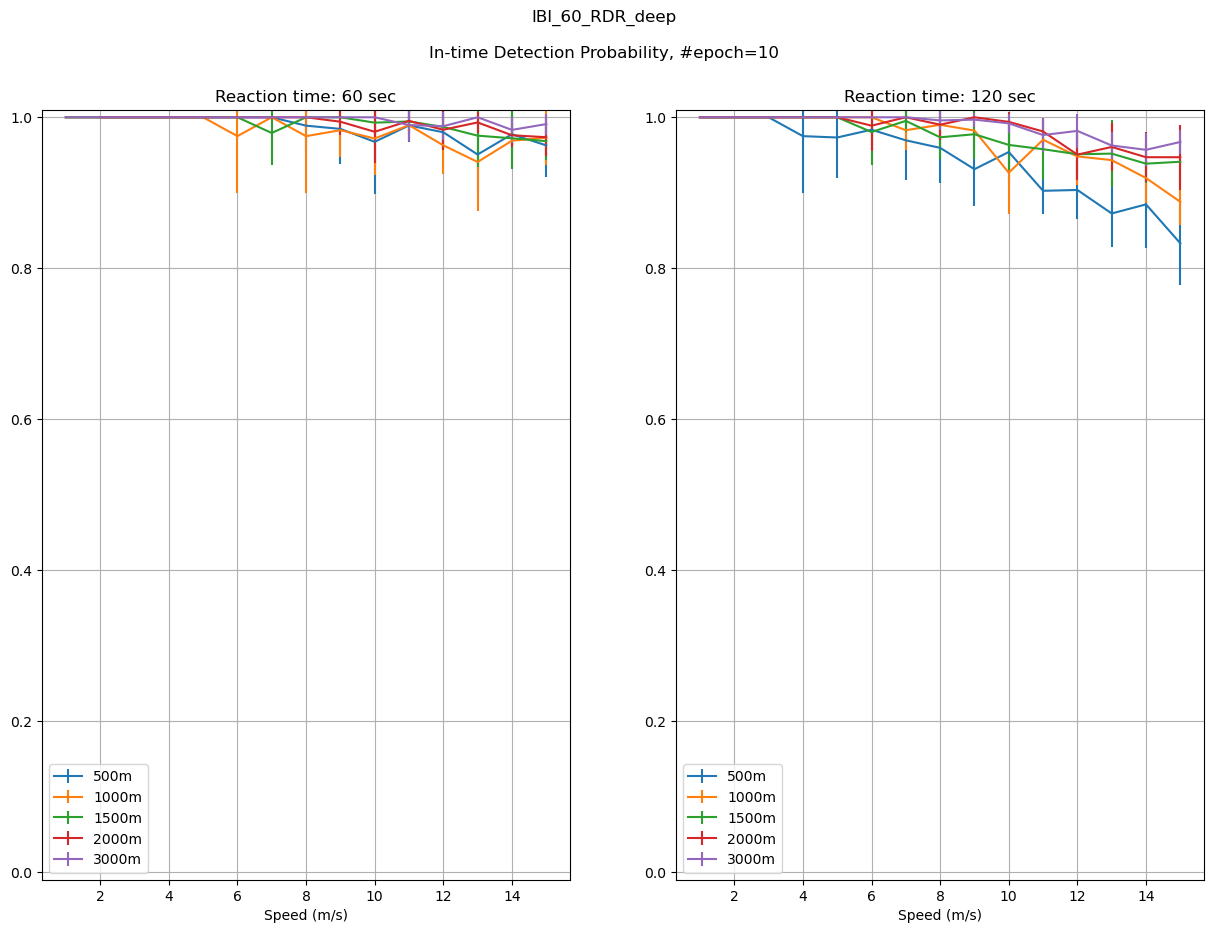 IBI_60_RDR_deep
In-time Detection Probability, #epoch=10
Reaction time: 60 sec
1.0
0.8
0.6
0.4
0.2
0.0
500m
1000m
1500m
2000m
3000m
2 4 6 8 10 12 14
Speed (m/s)
Reaction time: 120 sec
1.0
0.8
0.6
0.4
0.2
0.0
500m
1000m
1500m
2000m
3000m
2 4 6 8 10 12 14
Speed (m/s)